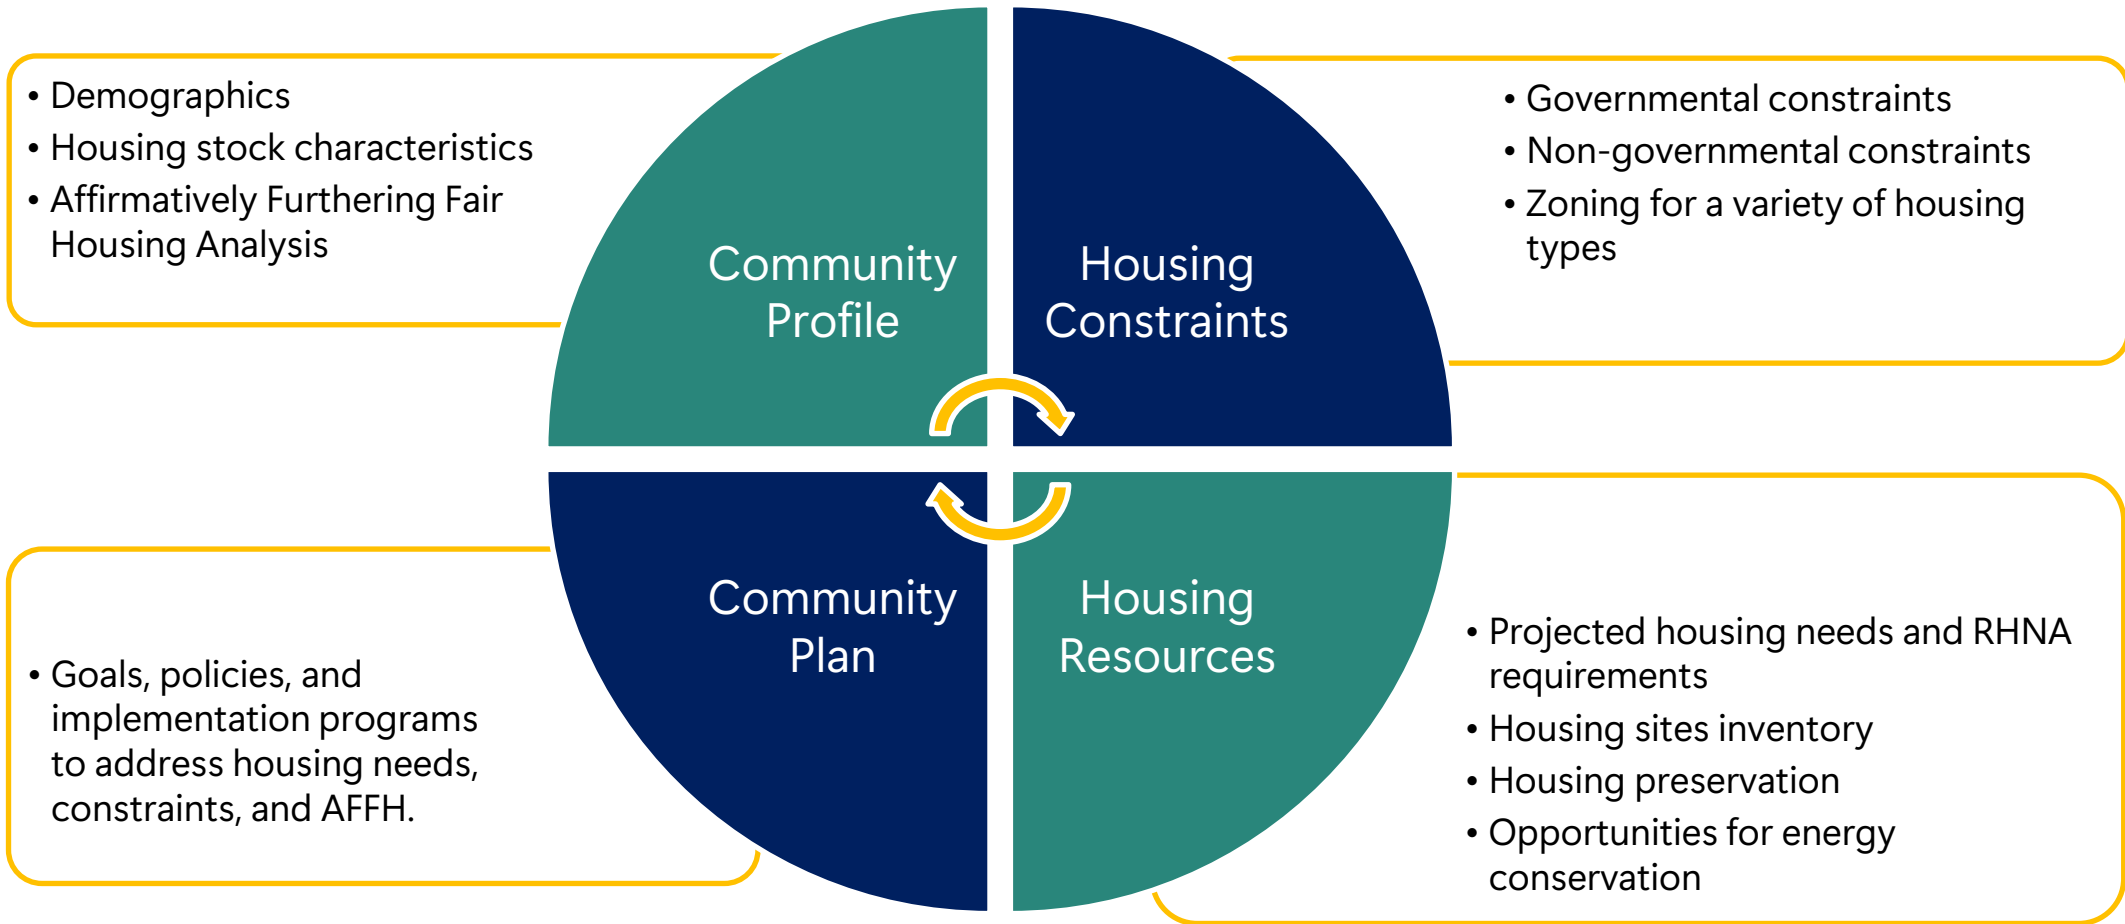 • Demographics
• Housing stock characteristics
• Affirmatively Furthering Fair
Housing Analysis
Community
Profile
Housing
Constraints
• Governmental constraints
• Non-governmental constraints
• Zoning for a variety of housing
types
• Goals, policies, and
implementation programs
to address housing needs,
constraints, and AFFH.
Community
Plan
Housing
Resources
• Projected housing needs and RHNA
requirements
• Housing sites inventory
• Housing preservation
• Opportunities for energy
conservation